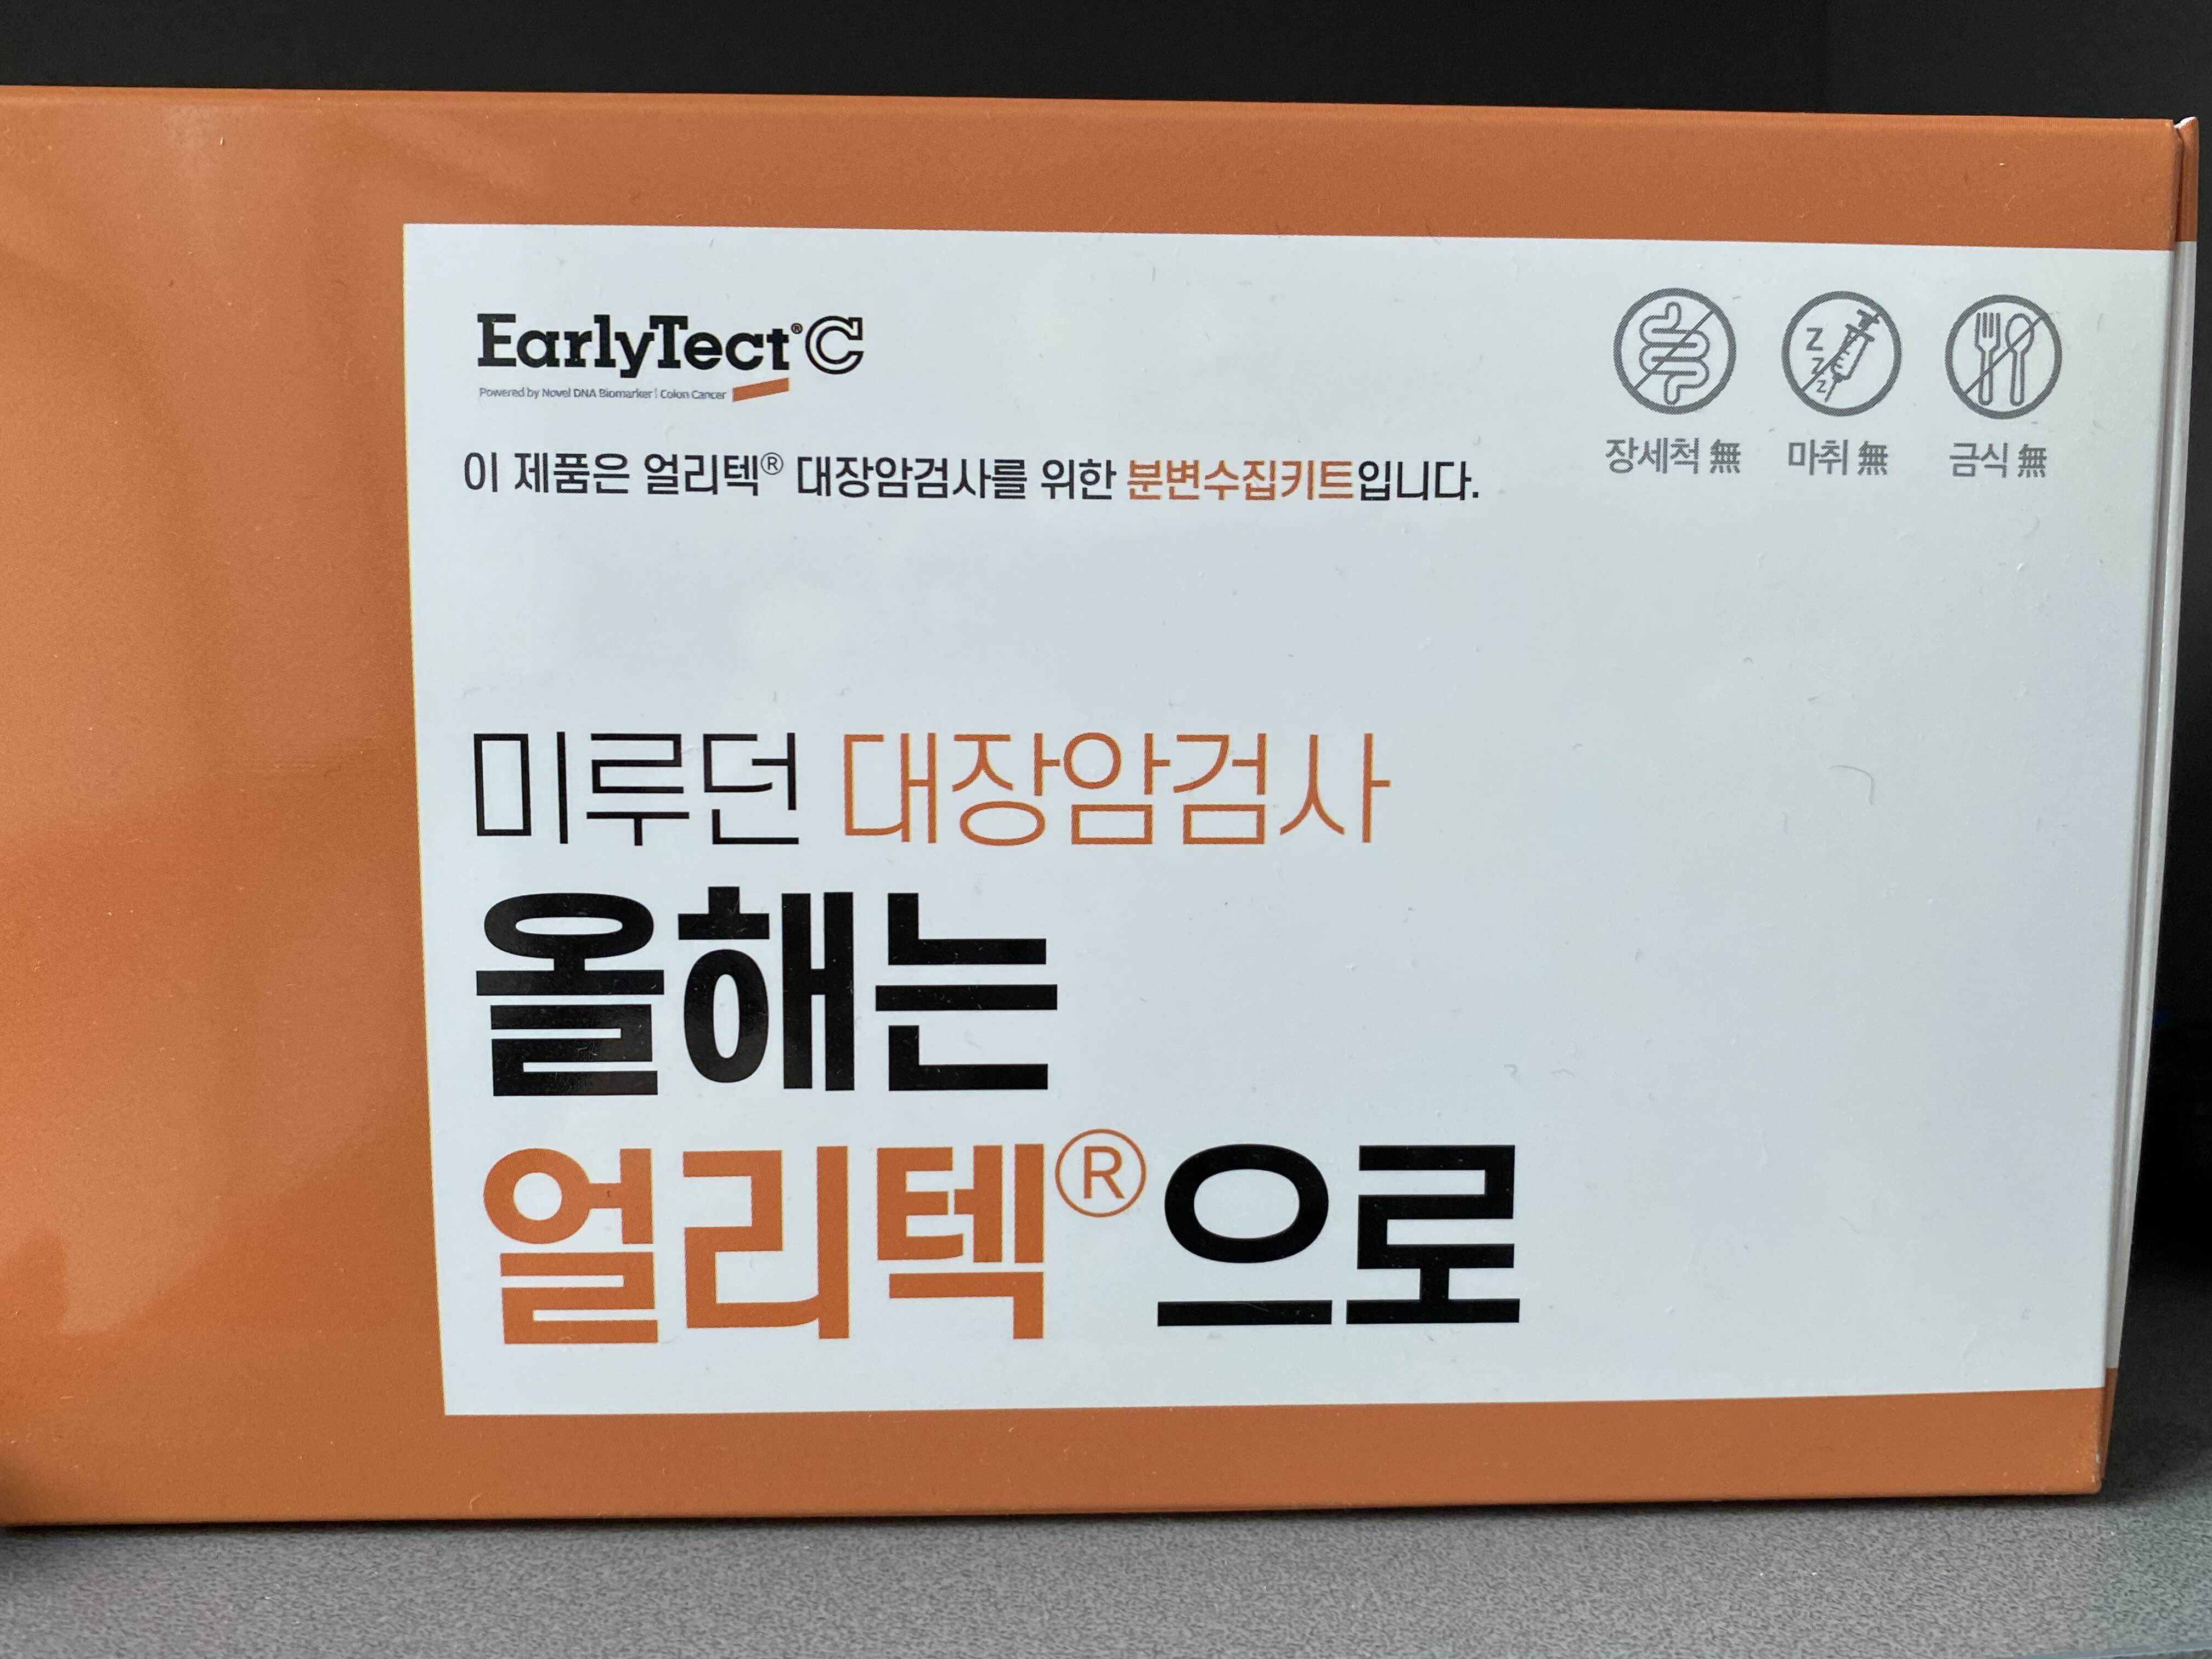 EarlyTect® C
Powered by Novel DNA Biomarker | Colon Cancer
이 제품은 얼리텍® 대장암검사를 위한 분변수집키트입니다.
장세척 無
마취 無
금식 無
미루던 대장암검사
올해는
얼리텍®으로